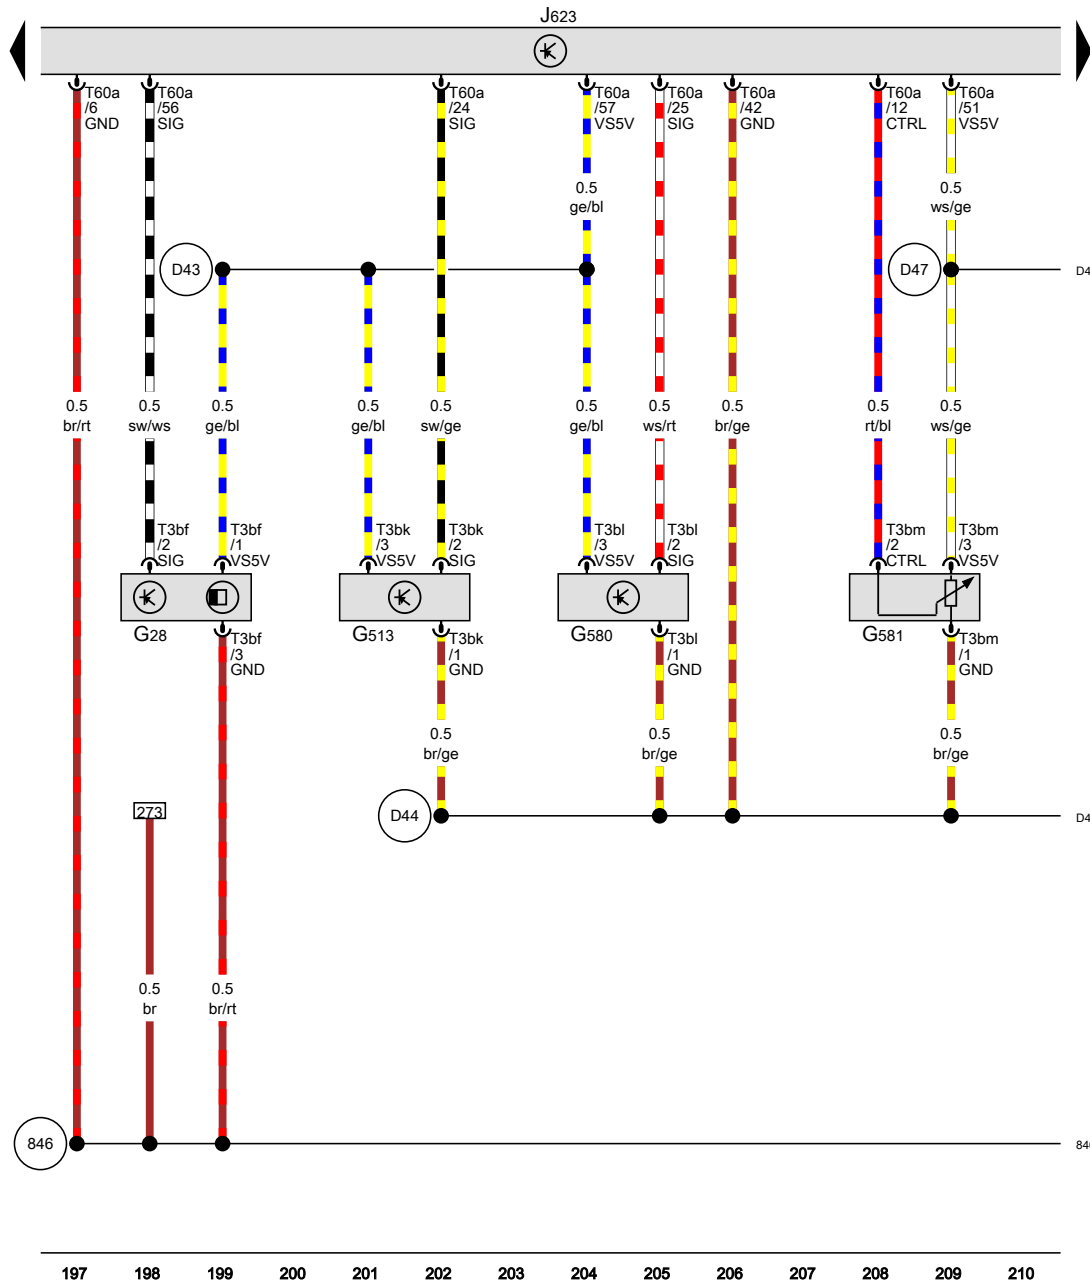 J623
T60a
/6
GND
T60a
/56
SIG
T60a
/24
SIG
T60a
/57
VS5V
T60a
/25
SIG
T60a
/42
GND
T60a
/12
CTRL
T60a
/51
VS5V
0.5
ge/bl
0.5
ws/ge
D43
D47
D4
0.5
br/rt
0.5
sw/ws
0.5
ge/bl
0.5
ge/bl
0.5
sw/ge
0.5
ge/bl
0.5
ws/rt
0.5
br/ge
0.5
rt/bl
0.5
ws/ge
T3bf
/2
SIG
T3bf
/1
VS5V
T3bk
/3
VS5V
T3bk
/2
SIG
T3bl
/3
VS5V
T3bl
/2
SIG
T3bm
/2
CTRL
T3bm
/3
VS5V
G28
G513
G580
G581
T3bf
/3
GND
T3bk
/1
GND
T3bl
/1
GND
T3bm
/1
GND
0.5
br/ge
0.5
br/ge
0.5
br/ge
273
D44
D4
0.5
br
0.5
br/rt
846
846
197 198 199 200 201 202 203 204 205 206 207 208 209 210